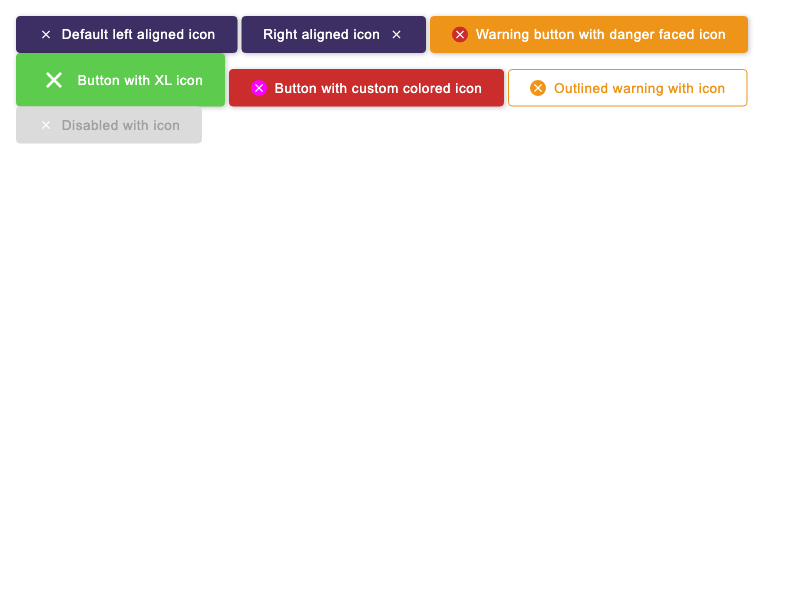 Default left aligned icon Right aligned icon Warning button with danger faced icon
Button with XL icon Button with custom colored icon Outlined warning with icon
Disabled with icon